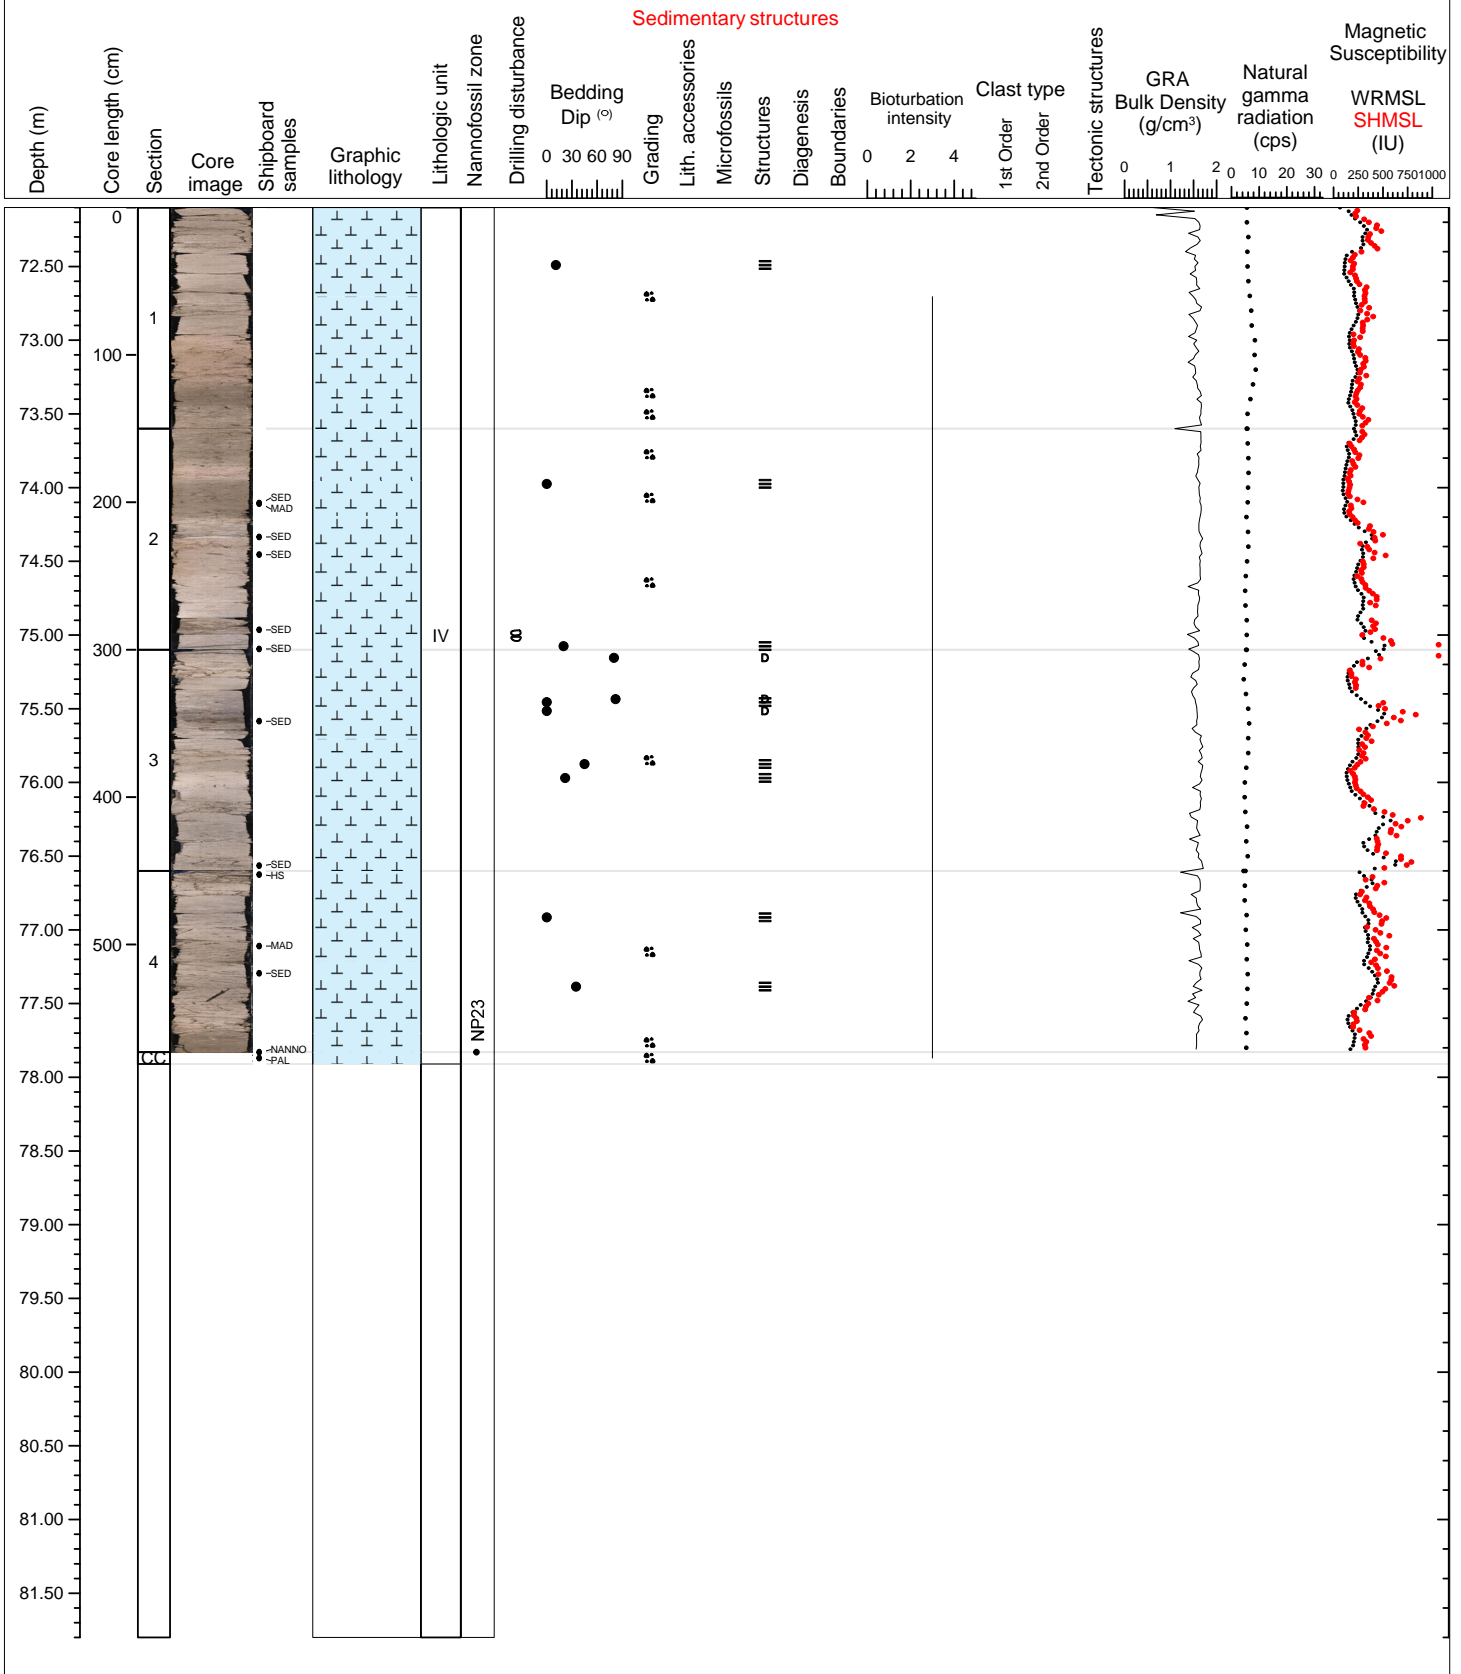 Sedimentary structures
Depth (m)
Core length (cm)
Section
Core
image
Shipboard
samples
Graphic
lithology
Lithologic unit
Nannofossil zone
Drilling disturbance
Bedding
Dip (o)
0 30 60 90
Grading
Lith. accessories
Microfossils
Structures
Diagenesis
Boundaries
Bioturbation
intensity
0 2 4
Clast type
1st Order
2nd Order
Tectonic structures
GRA
Bulk Density
(g/cm³)
0 1 2
Natural
gamma
radiation
(cps)
0 10 20 30
Magnetic
Susceptibility
WRMSL
SHMSL
(IU)
0 250 500 750 1000
0
72.50
1
73.00
100
73.50
74.00
200
SED
MAD
2
SED
74.50
SED
75.00
SED
IV
300
SED
D
D
75.50
SED
D
3
76.00
400
76.50
SED
HS
77.00
500
MAD
4
SED
77.50
NP23
NANNO
CC
PAL
78.00
78.50
79.00
79.50
80.00
80.50
81.00
81.50